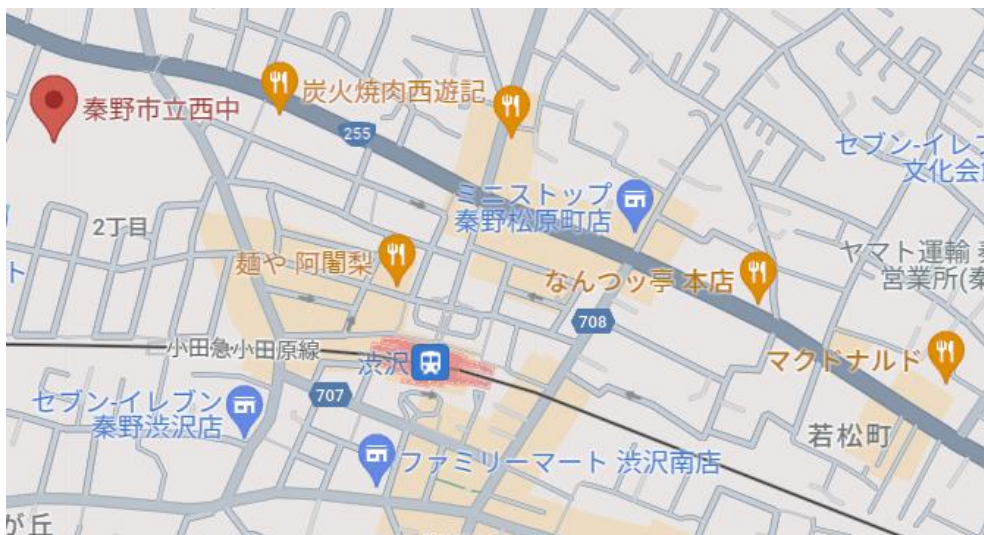 秦野市立西中
炭火焼肉西遊記
255
セブン-イレブ
文化会
ミニストップ
秦野松原町店
2丁目
麺や 阿闍梨
なんつッ亭 本店
ヤマト運輸
営業所(秦
ト
708
小田急小田原線
渋沢
マクドナルド
707
セブン-イレブン
秦野渋沢店
若松町
ファミリーマート 渋沢南店
が丘